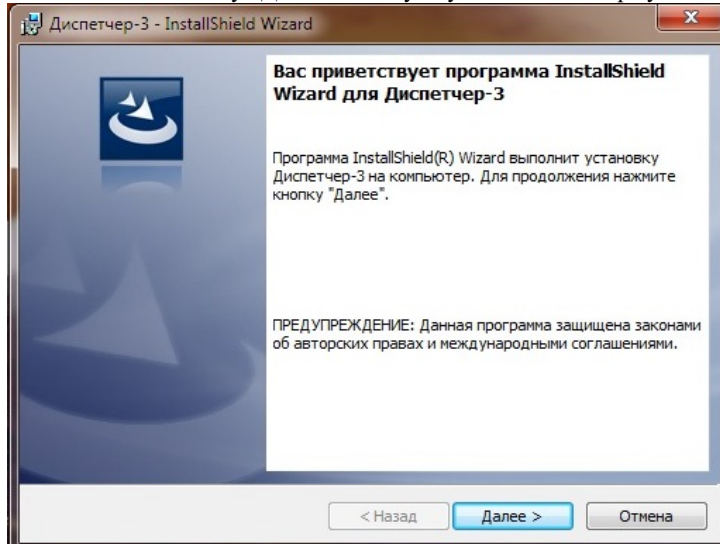 Диспетчер-3 - InstallShield Wizard
Вас приветствует программа InstallShield
Wizard для Диспетчер-3
Программа InstallShield(R) Wizard выполнит установку
Диспетчер-3 на компьютер. Для продолжения нажмите
кнопку "Далее".
ПРЕДУПРЕЖДЕНИЕ: Данная программа защищена законами
об авторских правах и международными соглашениями.
< Назад
Далее >
Отмена